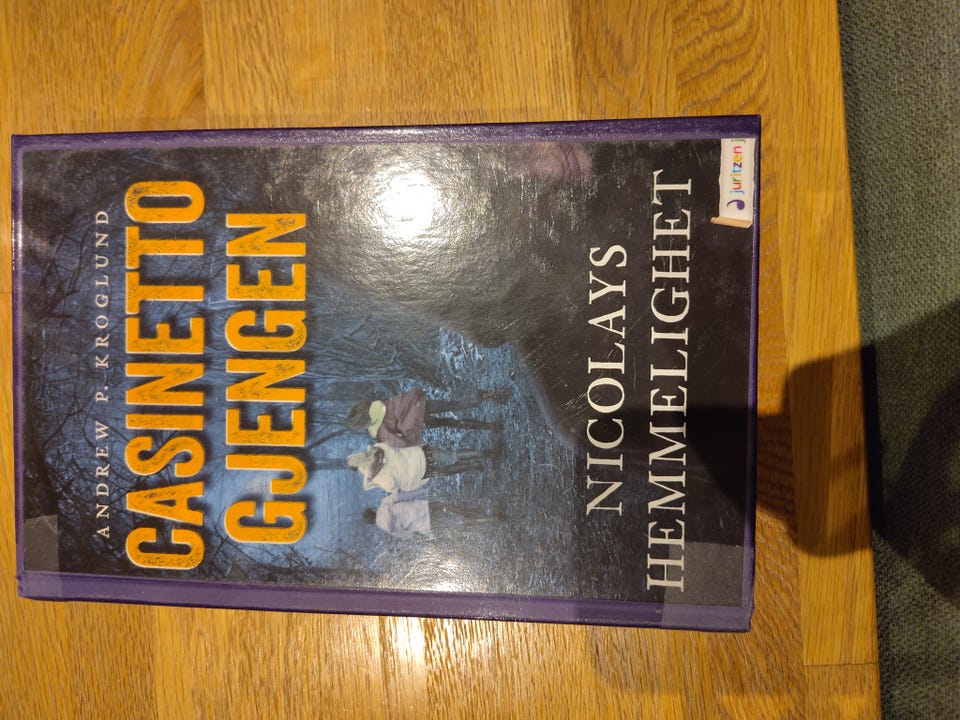 ANDREW P. KROGLUND
CASINETTO
GJENGEN
NICOLAYS
HEMMELIGHET
juritzen j